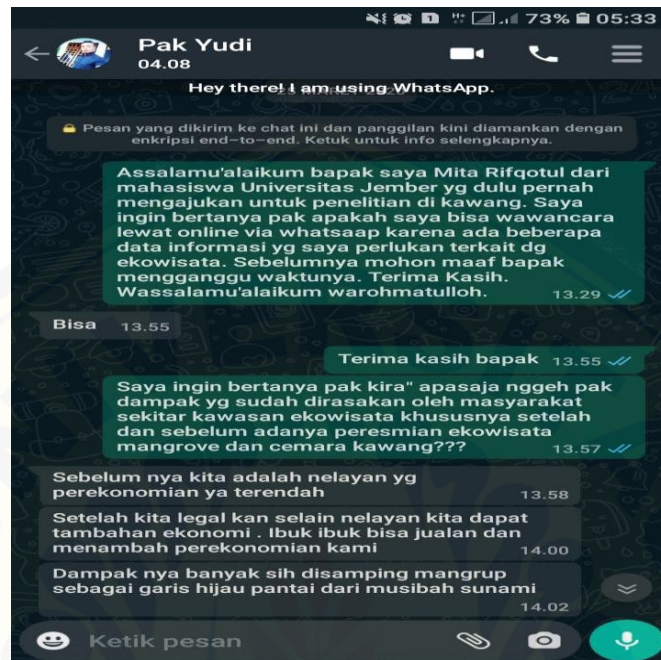 73% 05:33
Pak Yudi
04.08
Hey there! I am using WhatsApp.
Pesan yang dikirim ke chat ini dan panggilan kini diamankan dengan
enkripsi end-to-end. Ketuk untuk info selengkapnya.
Assalamu'alaikum bapak saya Mita Rifqotul dari
mahasiswa Universitas Jember yg dulu pernah
mengajukan untuk penelitian di kawang. Saya
ingin bertanya pak apakah saya bisa wawancara
lewat online via whatsaap karena ada beberapa
data informasi yg saya perlukan terkait dg
ekowisata. Sebelumnya mohon maaf bapak
mengganggu waktunya. Terima Kasih.
Wassalamu'alaikum warohmatulloh. 13.29
Bisa 13.55
Terima kasih bapak 13.55
Saya ingin bertanya pak kira" apasaja nggeh pak
dampak yg sudah dirasakan oleh masyarakat
sekitar kawasan ekowisata khususnya setelah
dan sebelum adanya peresmian ekowisata
mangrove dan cemara kawang??? 13.57
Sebelum nya kita adalah nelayan yg
perekonomian ya terendah 13.58
Setelah kita legal kan selain nelayan kita dapat
tambahan ekonomi . Ibuk ibuk bisa jualan dan
menambah perekonomian kami 14.00
Dampak nya banyak sih disamping mangrup
sebagai garis hijau pantai dari musibah sunami
14.02
Ketik pesan